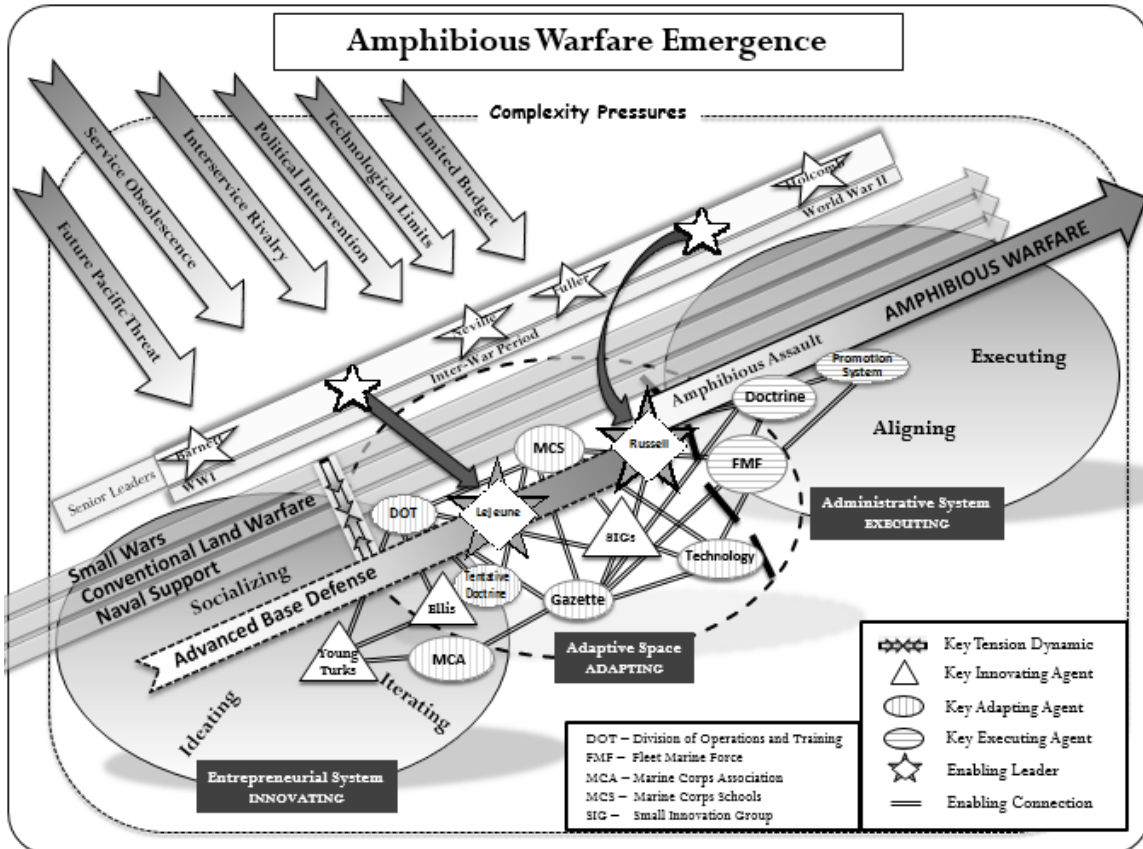 Amphibious Warfare Emergence
Complexity Pressures
Future Pacific Threat
Service Obsolescence
Interservice Rivalry
Political Intervention
Technological Limits
Limited Budget
Senior Leaders
Barnett
Neville
Fuller
Holcomb
WWI
Inter-War Period
World War II
Small Wars
Conventional Land Warfare
Naval Support
Advanced Base Defense
Amphibious Assault
AMPHIBIOUS WARFARE
Socializing
Ideating
Iterating
Executing
Aligning
DOT
MCS
LeJeune
Russell
Doctrine
Promotion
System
FMF
SIGs
Technology
Tentative
Doctrine
Gazette
Ellis
Young
Turks
MCA
Administrative System
EXECUTING
Adaptive Space
ADAPTING
Entrepreneurial System
INNOVATING
DOT – Division of Operations and Training
FMF – Fleet Marine Force
MCA – Marine Corps Association
MCS – Marine Corps Schools
SIG – Small Innovation Group
Key Tension Dynamic
Key Innovating Agent
Key Adapting Agent
Key Executing Agent
Enabling Leader
Enabling Connection